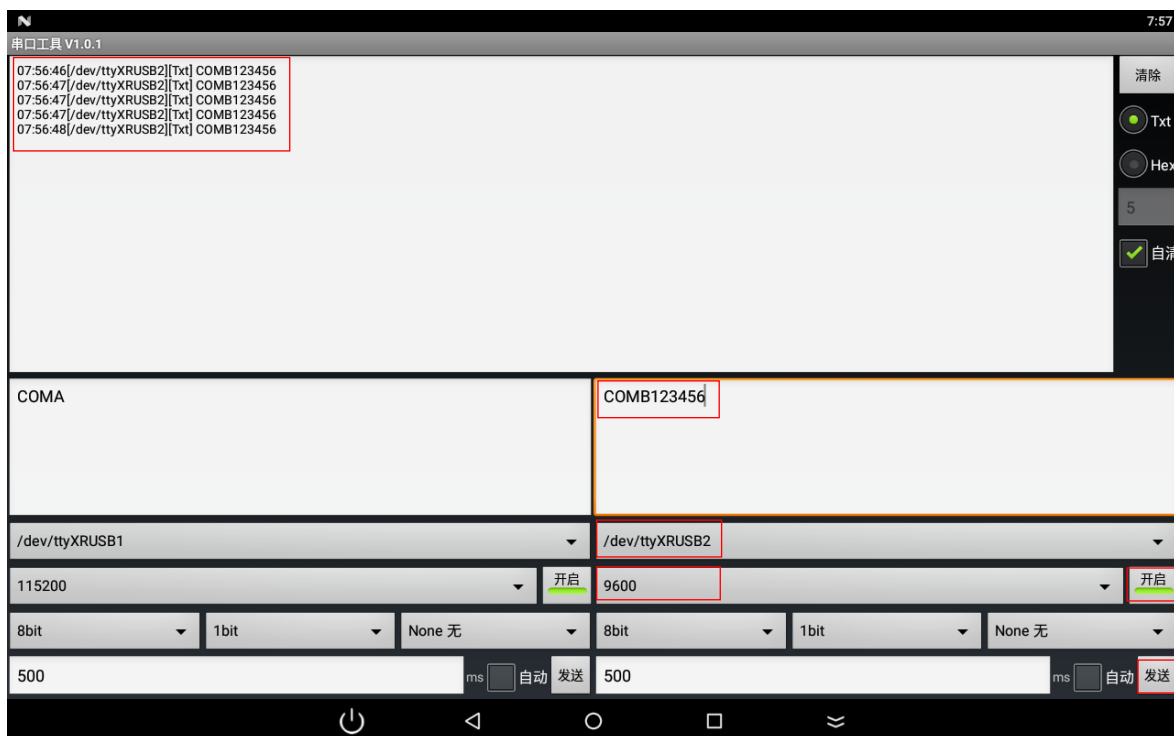 7:57
串口工具 V1.0.1
07:56:46[/dev/ttyXRUSB2][Txt] COMB123456
07:56:47[/dev/ttyXRUSB2][Txt] COMB123456
07:56:47[/dev/ttyXRUSB2][Txt] COMB123456
07:56:47[/dev/ttyXRUSB2][Txt] COMB123456
07:56:48[/dev/ttyXRUSB2][Txt] COMB123456
清除
Txt
Hex
5
自清
COMA
COMB123456
/dev/ttyXRUSB1
/dev/ttyXRUSB2
115200
开启
9600
开启
8bit
1bit
None 无
8bit
1bit
None 无
500
ms
自动
发送
500
ms
自动
发送